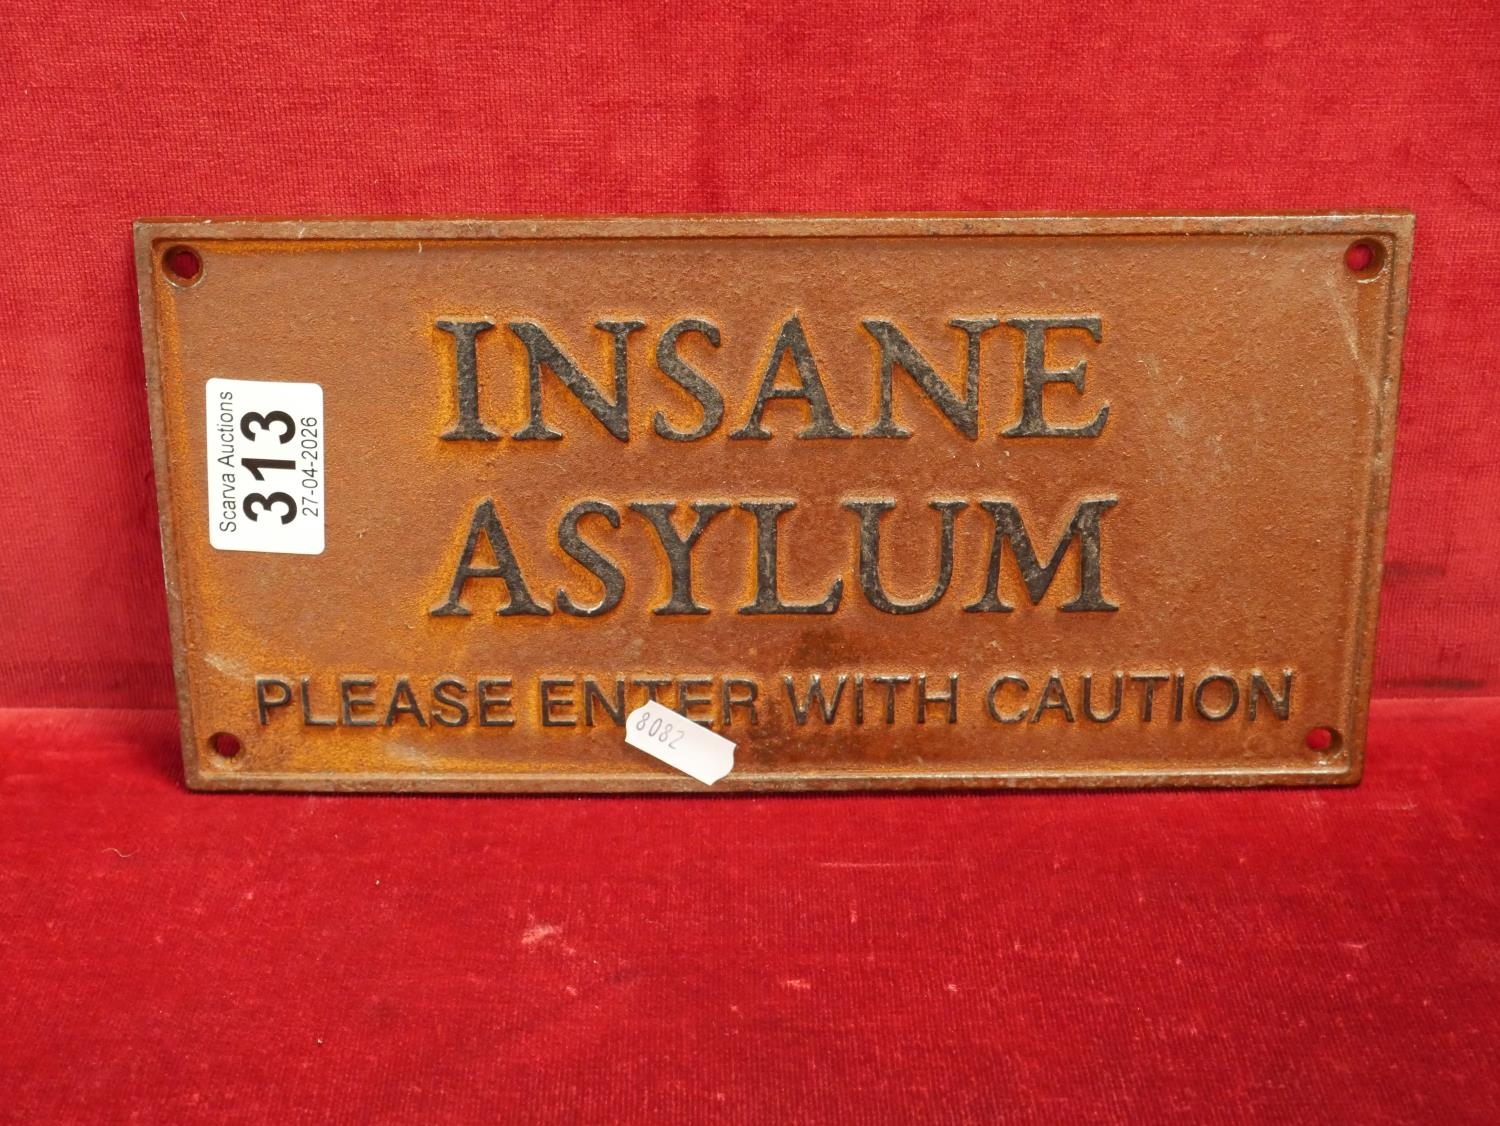 INSANE
ASYLUM
PLEASE ENTER WITH CAUTION
Scarva Auctions
313
27-04-2026
8082